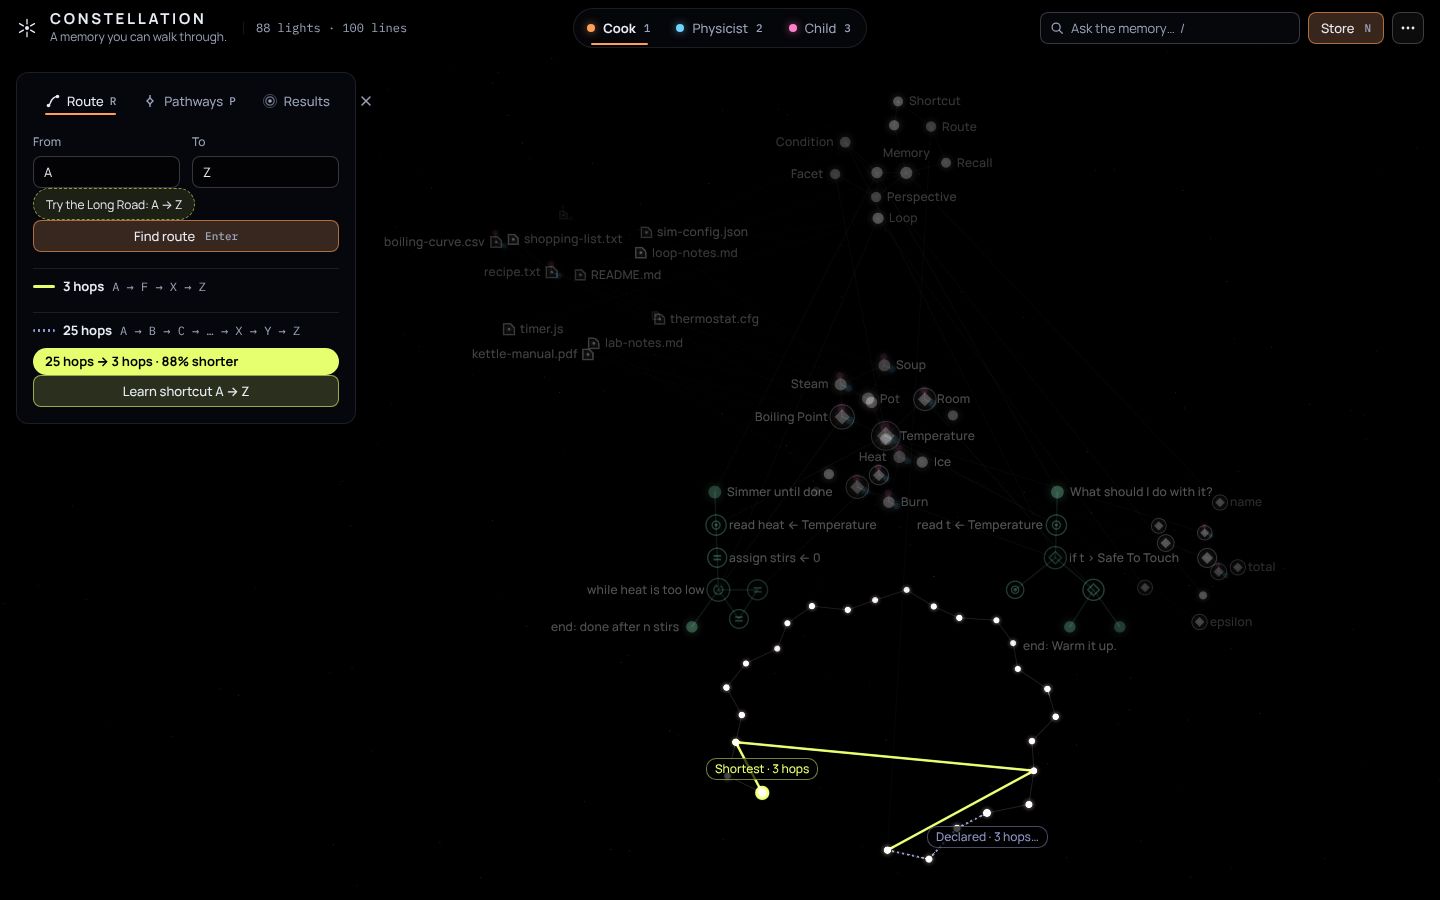 CONSTELLATION
A memory you can walk through.
88 lights · 100 lines
Cook 1
Physicist 2
Child 3
Ask the memory… /
Store N
Route R
Pathways P
Results
From
To
A
Z
Try the Long Road: A → Z
Find route Enter
3 hops A → F → X → Z
25 hops A → B → C → … → X → Y → Z
25 hops → 3 hops · 88% shorter
Learn shortcut A → Z
Shortcut
Route
Condition
Memory
Recall
Facet
Perspective
Loop
boiling-curve.csv
shopping-list.txt
sim-config.json
loop-notes.md
recipe.txt
README.md
thermostat.cfg
timer.js
lab-notes.md
kettle-manual.pdf
Soup
Steam
Pot
Room
Boiling Point
Temperature
Heat
Ice
Burn
Simmer until done
What should I do with it?
name
read heat ← Temperature
read t ← Temperature
assign stirs ← 0
if t > Safe To Touch
total
while heat is too low
epsilon
end: done after n stirs
end: Warm it up.
Shortest · 3 hops
Declared · 3 hops…